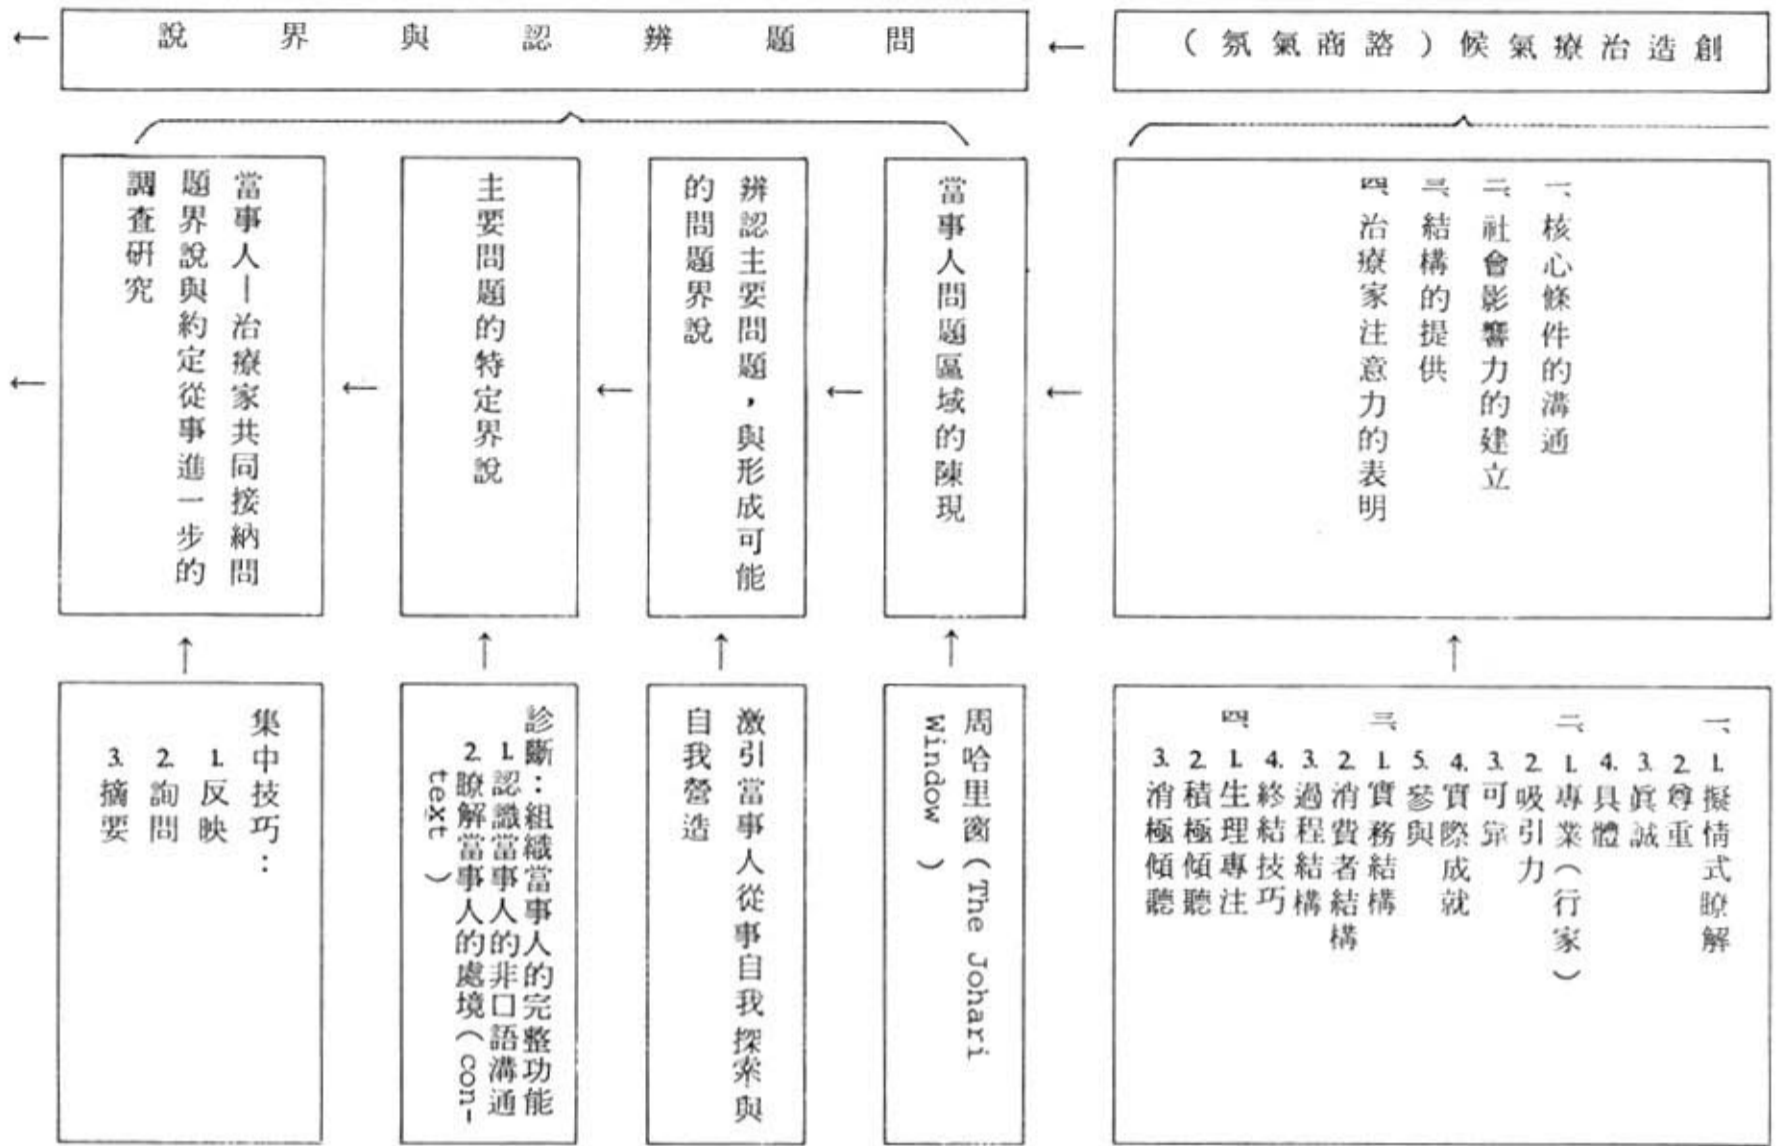 創造治療氣候（諮商氣氛）
問題辨認與界說
一、核心條件的溝通
二、社會影響力的建立
三、結構的提供
四、治療家注意力的表明
當事人問題區域的陳現
辨認主要問題，與形成可能
的問題界說
主要問題的特定界說
當事人—治療家共同接納問
題界說與約定從事進一步的
調查研究
一、1.擬情式瞭解
2.尊重
3.眞誠
4.具體
二、1.專業（行家）
2.吸引力
3.可靠
4.實際成就
5.參與
三、1.實務結構
2.消費者結構
3.過程結構
4.終結技巧
四、1.生理專注
2.積極傾聽
3.消極傾聽
周哈里窗（The Johari
Window ）
激引當事人從事自我探索與
自我營造
診斷：組織當事人的完整功能
1.認識當事人的非口語溝通
2.瞭解當事人的處境（con-
text ）
集中技巧：
1.反映
2.詢問
3.摘要